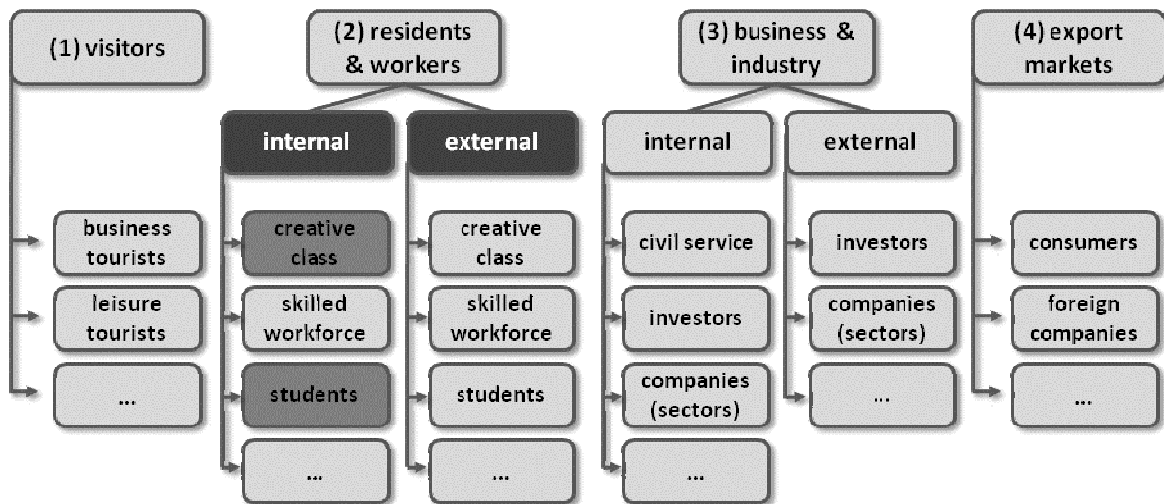 (1) visitors
(2) residents
& workers
(3) business &
industry
(4) export
markets
internal
external
internal
external
business
tourists
leisure
tourists
...
creative
class
skilled
workforce
students
...
creative
class
skilled
workforce
students
...
civil service
investors
companies
(sectors)
...
investors
companies
(sectors)
...
consumers
foreign
companies
...